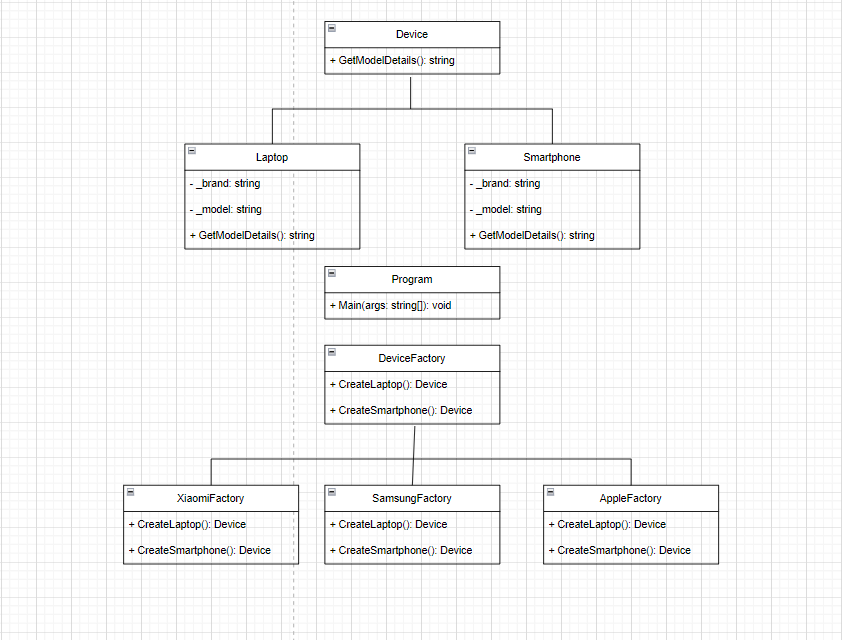 Device
+ GetModelDetails(): string
Laptop
- _brand: string
- _model: string
+ GetModelDetails(): string
Smartphone
- _brand: string
- _model: string
+ GetModelDetails(): string
Program
+ Main(args: string[]): void
DeviceFactory
+ CreateLaptop(): Device
+ CreateSmartphone(): Device
XiaomiFactory
+ CreateLaptop(): Device
+ CreateSmartphone(): Device
SamsungFactory
+ CreateLaptop(): Device
+ CreateSmartphone(): Device
AppleFactory
+ CreateLaptop(): Device
+ CreateSmartphone(): Device